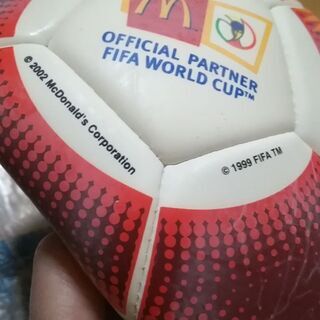 OFFICIAL PARTNER
FIFA WORLD CUP™
© 2002 McDonald's Corporation
© 1999 FIFA TM